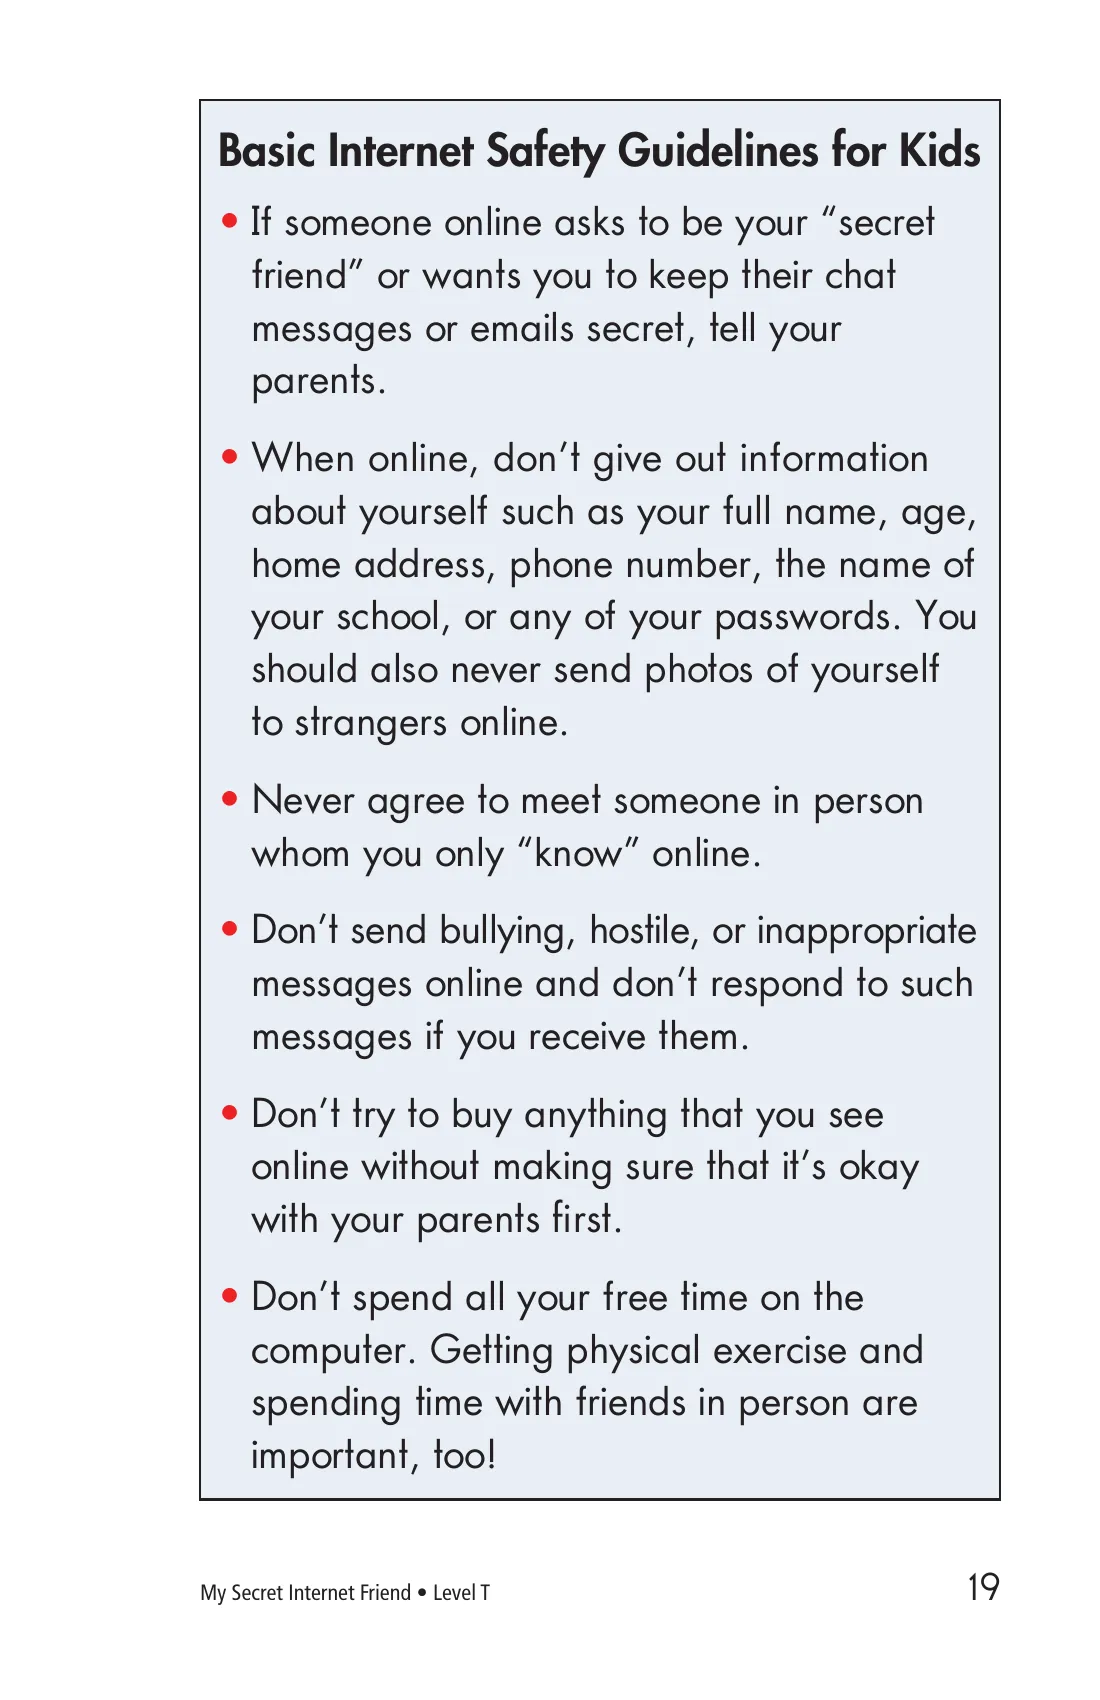 Basic Internet Safety Guidelines for Kids
• If someone online asks to be your “secret
friend” or wants you to keep their chat
messages or emails secret, tell your
parents.
• When online, don’t give out information
about yourself such as your full name, age,
home address, phone number, the name of
your school, or any of your passwords. You
should also never send photos of yourself
to strangers online.
• Never agree to meet someone in person
whom you only “know” online.
• Don’t send bullying, hostile, or inappropriate
messages online and don’t respond to such
messages if you receive them.
• Don’t try to buy anything that you see
online without making sure that it’s okay
with your parents first.
• Don’t spend all your free time on the
computer. Getting physical exercise and
spending time with friends in person are
important, too!
My Secret Internet Friend • Level T
19